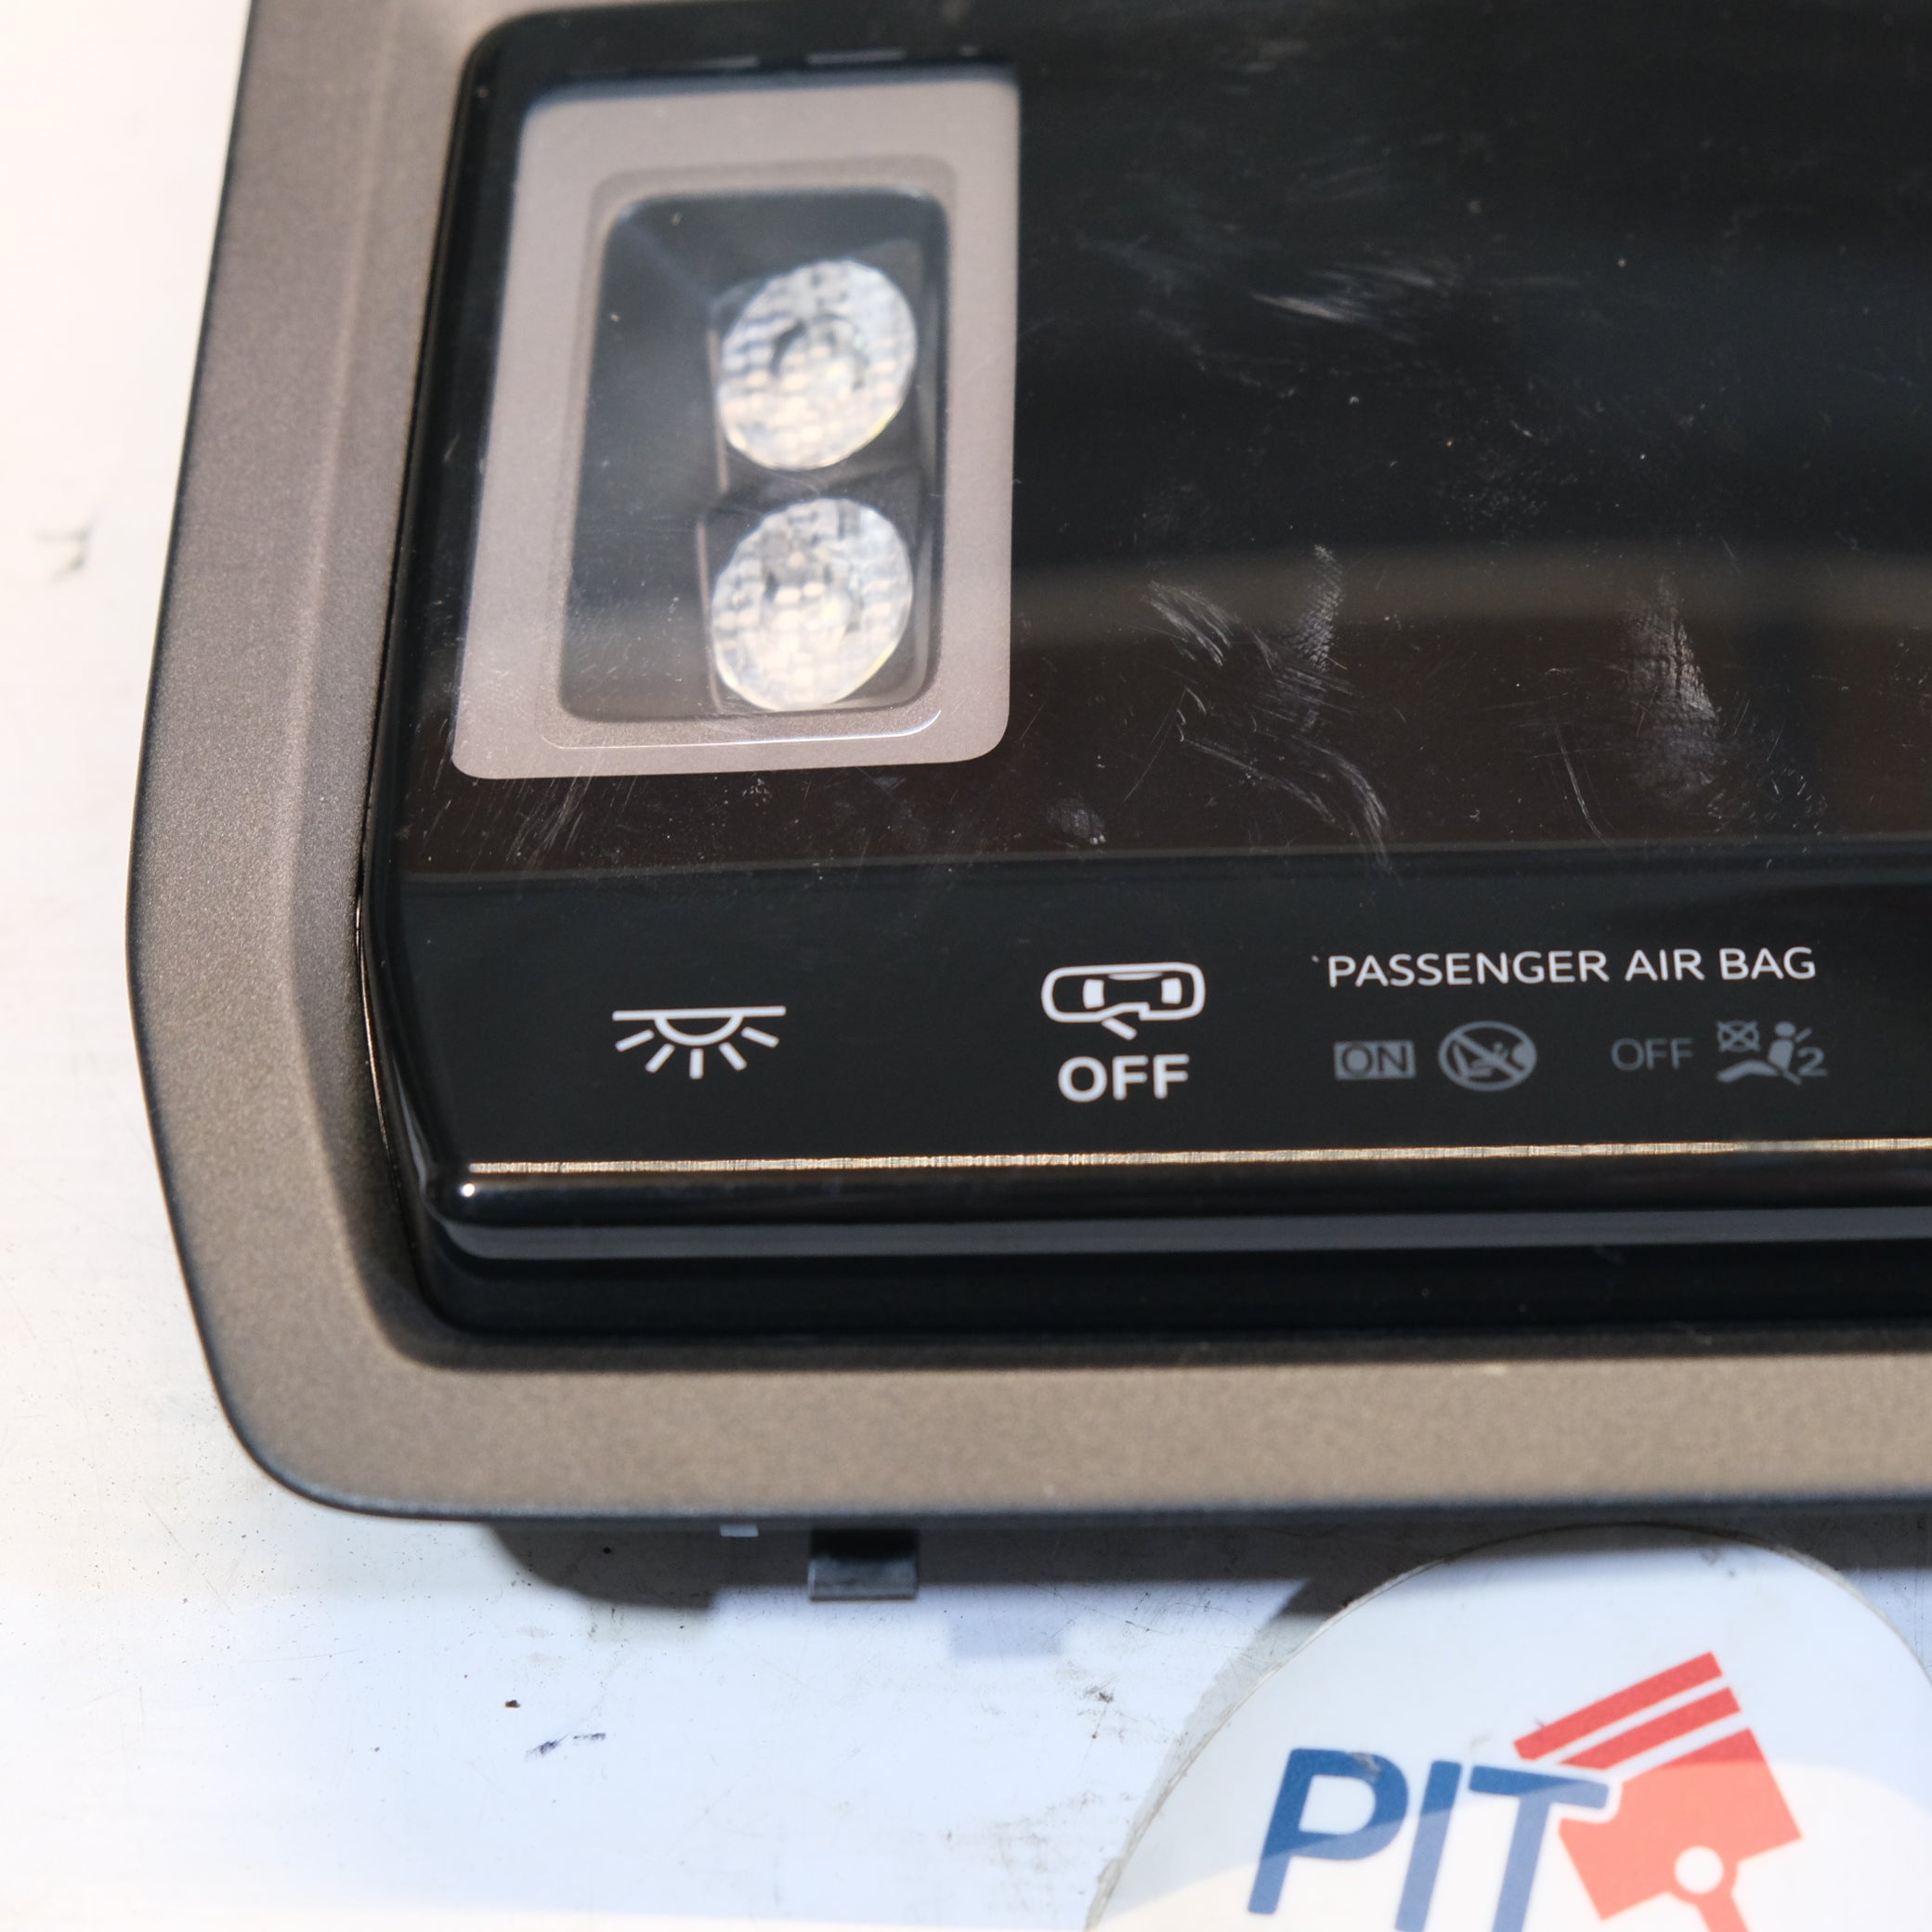 PASSENGER AIR BAG
OFF ON OFF 2
PIT